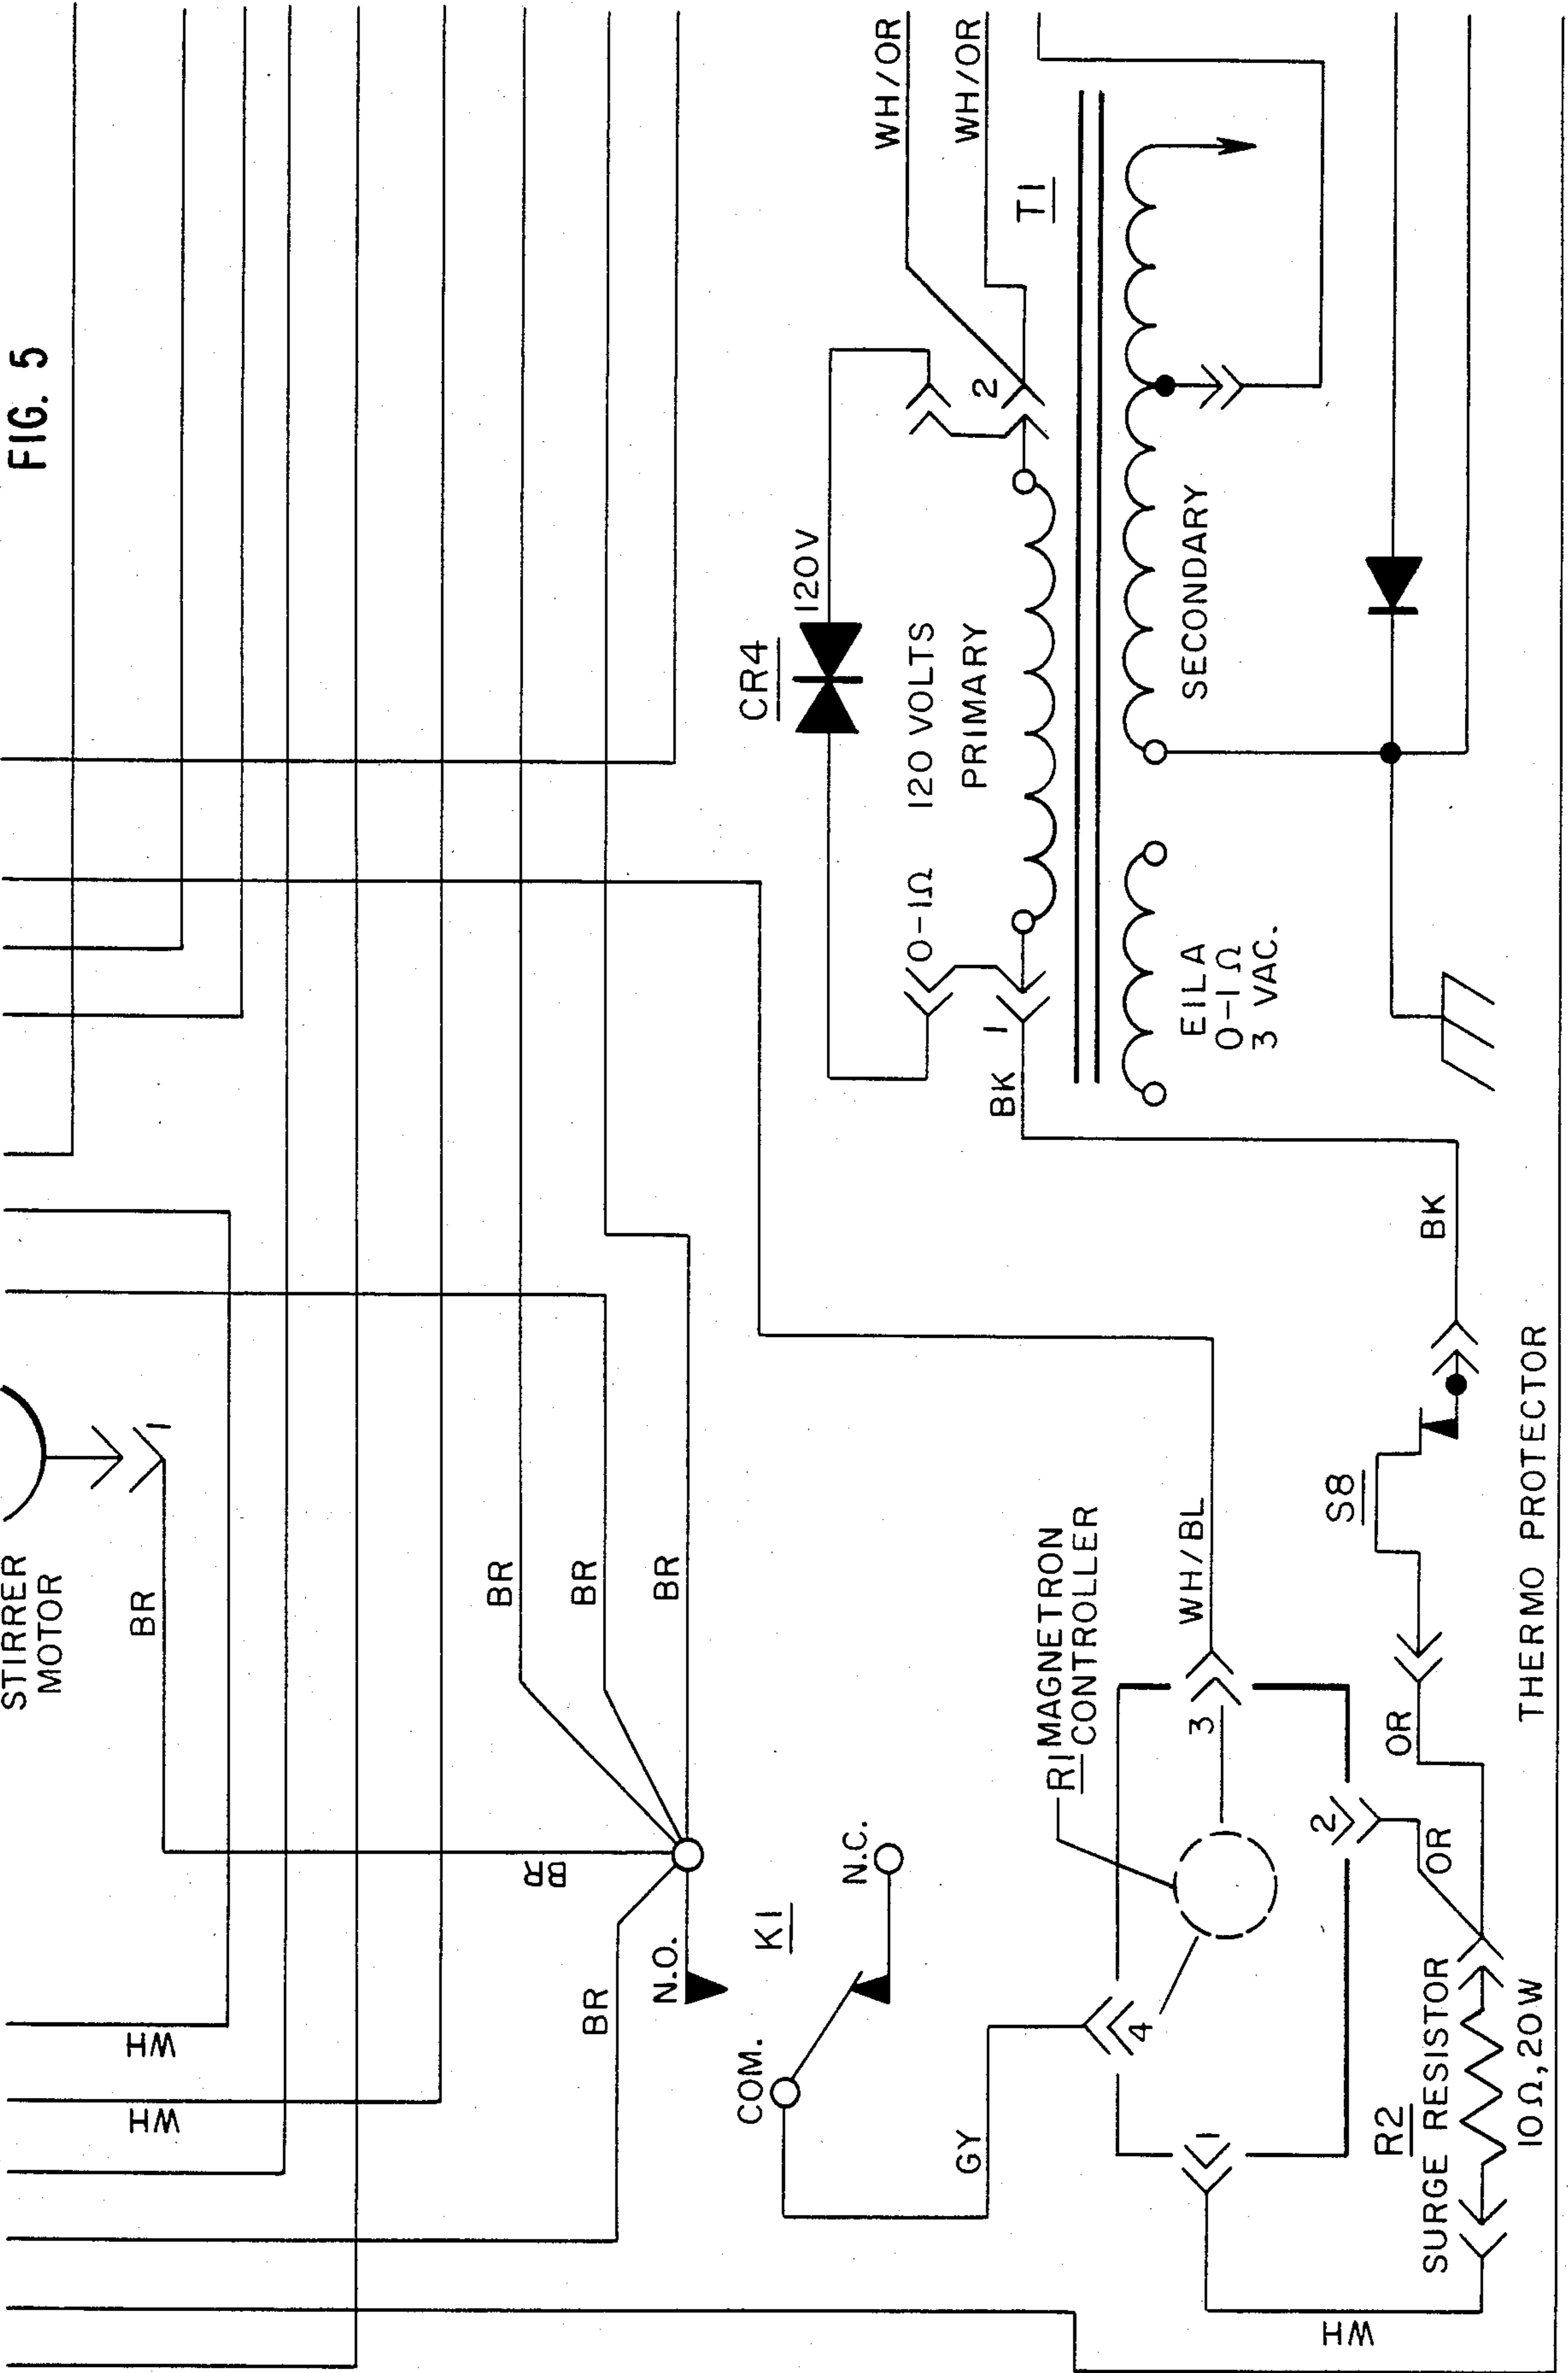 FIG. 5
STIRRER
MOTOR
1
BR
WH
WH
BR
BR
BR
BR
BR
N.O.
K1
N.C.
COM.
GY
R1 MAGNETRON
CONTROLLER
WH/BL
1
2
3
4
OR
OR
WH
R2
SURGE RESISTOR
10Ω, 20W
S8
THERMO PROTECTOR
BK
BK
1
CR4
120V
0-1Ω 120 VOLTS
PRIMARY
2
WH/OR
WH/OR
T1
SECONDARY
E1LA
0-1Ω
3 VAC.